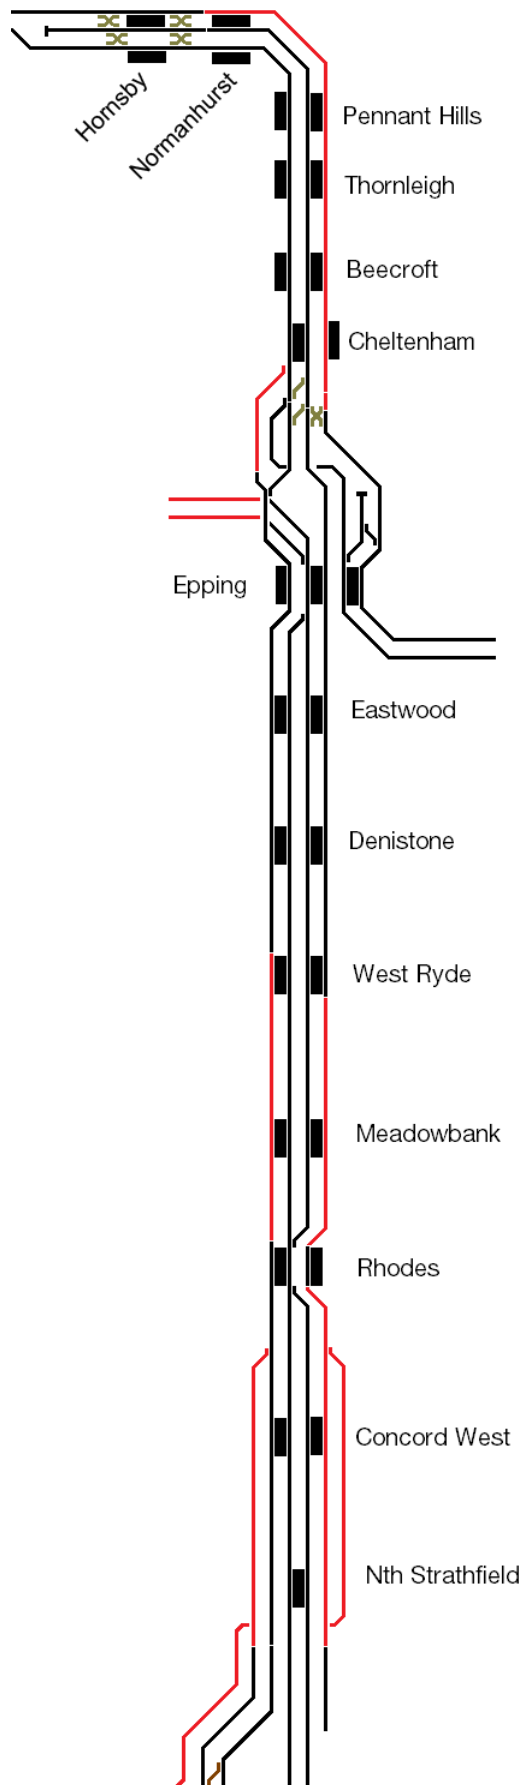 Hornsby
Normanhurst
Pennant Hills
Thornleigh
Beecroft
Cheltenham
Epping
Eastwood
Denistone
West Ryde
Meadowbank
Rhodes
Concord West
Nth Strathfield